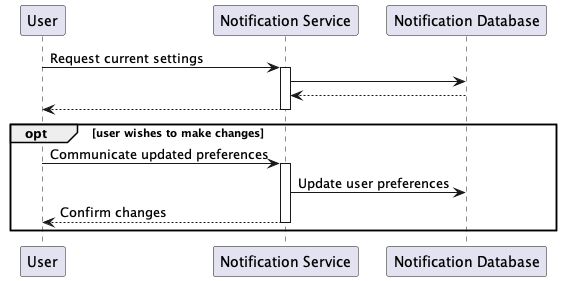 User Notification Service Notification Database
Request current settings
opt [user wishes to make changes]
Communicate updated preferences
Update user preferences
Confirm changes
User Notification Service Notification Database